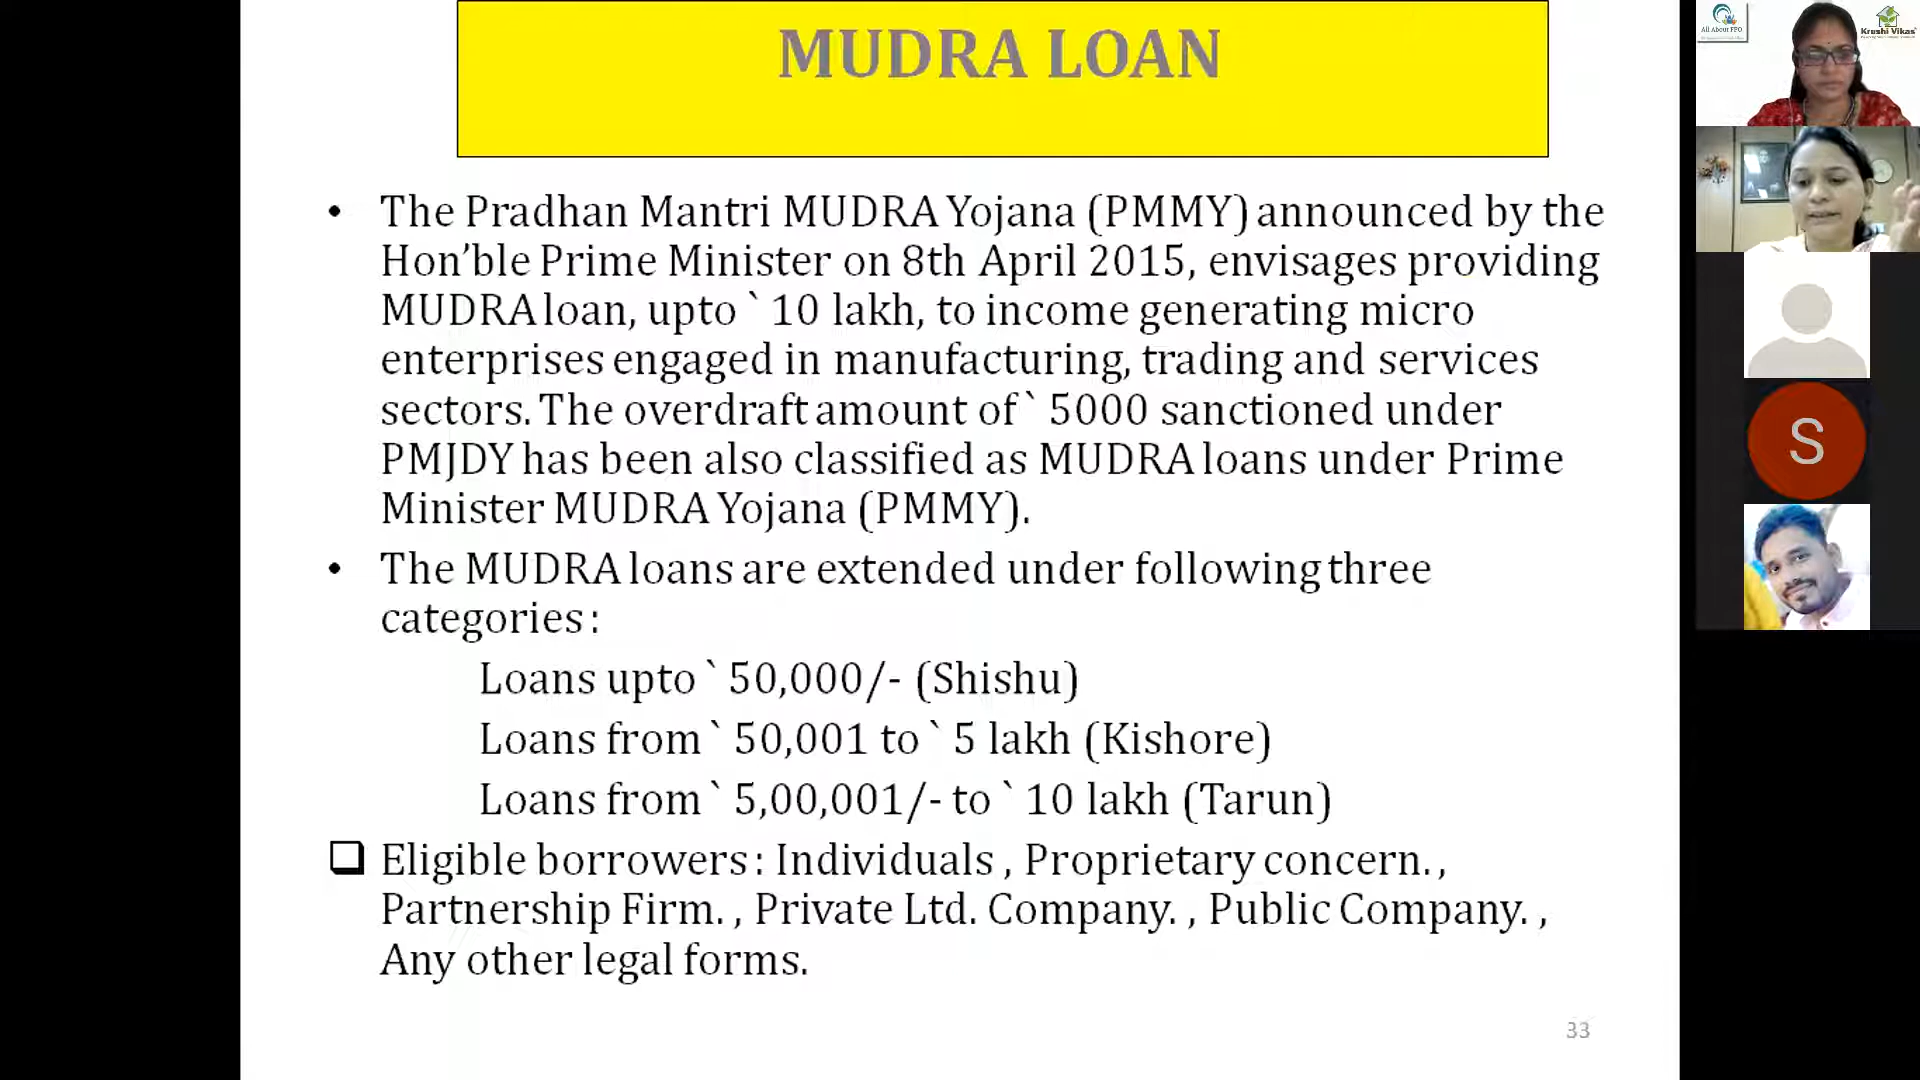 MUDRA LOAN
• The Pradhan Mantri MUDRA Yojana (PMMY) announced by the
Hon’ble Prime Minister on 8th April 2015, envisages providing
MUDRA loan, upto ` 10 lakh, to income generating micro
enterprises engaged in manufacturing, trading and services
sectors. The overdraft amount of ` 5000 sanctioned under
PMJDY has been also classified as MUDRA loans under Prime
Minister MUDRA Yojana (PMMY).
• The MUDRA loans are extended under following three
categories :
Loans upto ` 50,000/- (Shishu)
Loans from ` 50,001 to ` 5 lakh (Kishore)
Loans from ` 5,00,001/- to ` 10 lakh (Tarun)
❑ Eligible borrowers : Individuals , Proprietary concern. ,
Partnership Firm. , Private Ltd. Company. , Public Company. ,
Any other legal forms.
33
All About FPO
Krushi Vikas
S